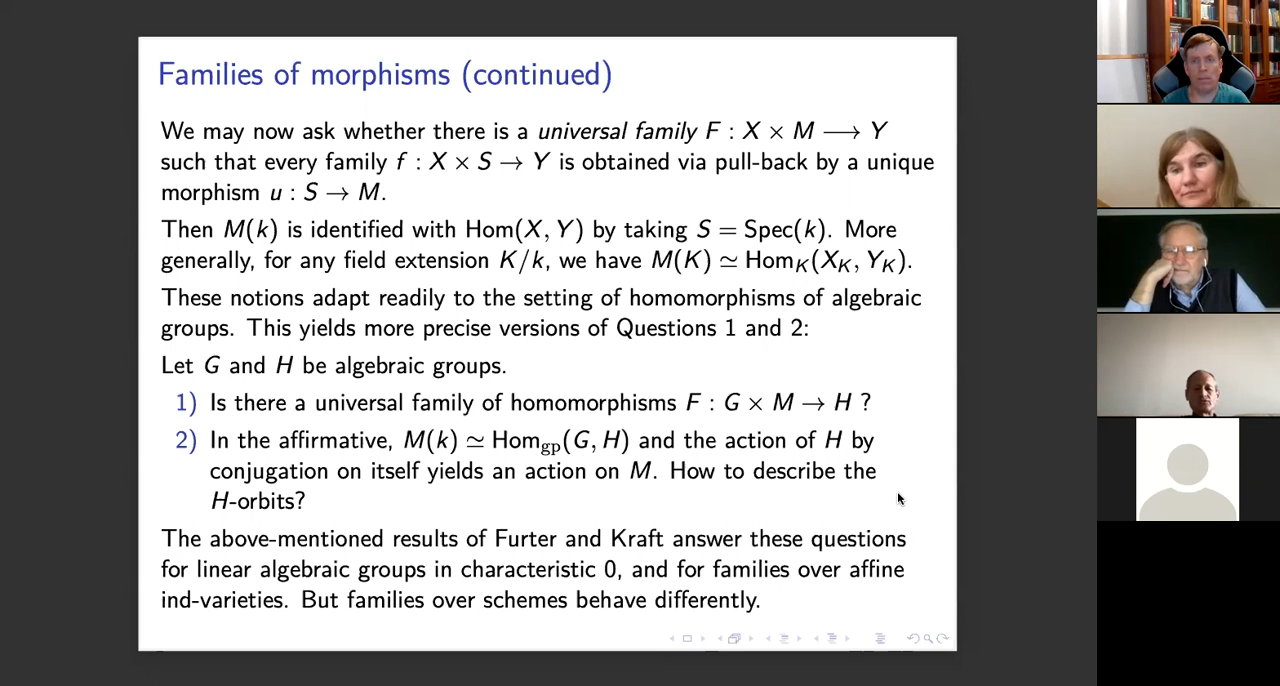 Families of morphisms (continued)
We may now ask whether there is a universal family F : X × M ⟶ Y
such that every family f : X × S → Y is obtained via pull-back by a unique
morphism u : S → M.
Then M(k) is identified with Hom(X, Y) by taking S = Spec(k). More
generally, for any field extension K/k, we have M(K) ≃ Hom_K(X_K, Y_K).
These notions adapt readily to the setting of homomorphisms of algebraic
groups. This yields more precise versions of Questions 1 and 2:
Let G and H be algebraic groups.
1) Is there a universal family of homomorphisms F : G × M → H ?
2) In the affirmative, M(k) ≃ Hom_gp(G, H) and the action of H by
conjugation on itself yields an action on M. How to describe the
H-orbits?
The above-mentioned results of Furter and Kraft answer these questions
for linear algebraic groups in characteristic 0, and for families over affine
ind-varieties. But families over schemes behave differently.